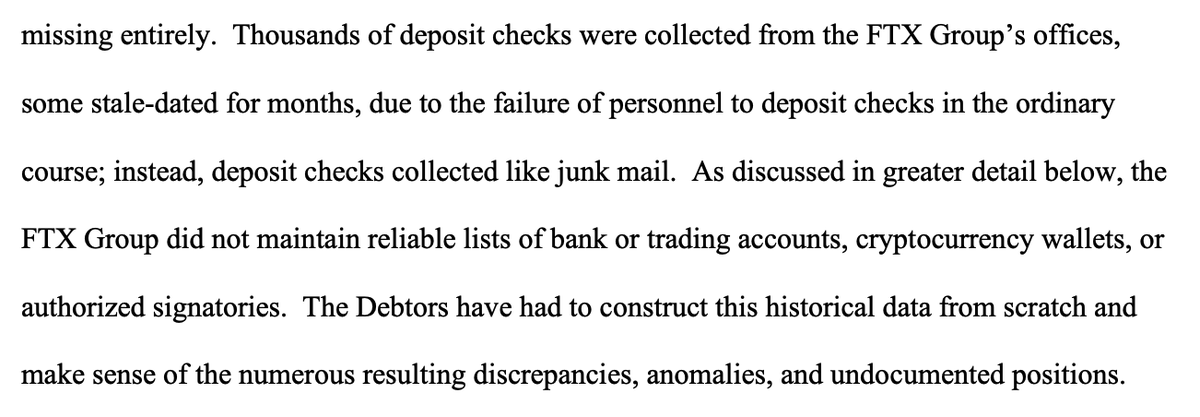 missing entirely.  Thousands of deposit checks were collected from the FTX Group’s offices,
some stale-dated for months, due to the failure of personnel to deposit checks in the ordinary
course; instead, deposit checks collected like junk mail.  As discussed in greater detail below, the
FTX Group did not maintain reliable lists of bank or trading accounts, cryptocurrency wallets, or
authorized signatories.  The Debtors have had to construct this historical data from scratch and
make sense of the numerous resulting discrepancies, anomalies, and undocumented positions.